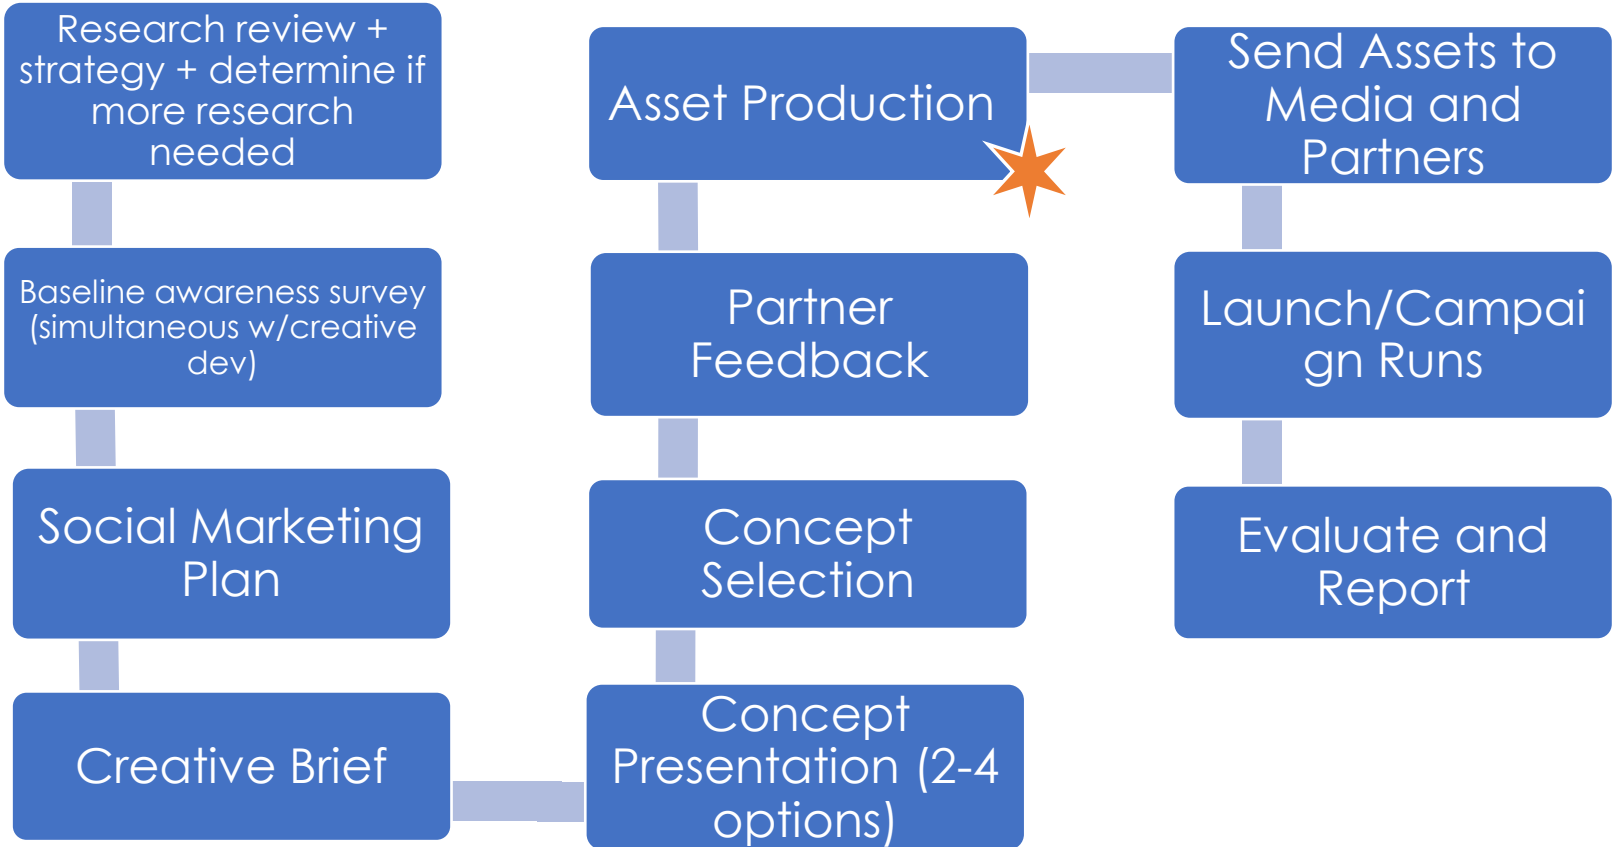 Research review +
strategy + determine if
more research
needed
Baseline awareness survey
(simultaneous w/creative
dev)
Social Marketing
Plan
Creative Brief
Concept
Presentation (2-4
options)
Concept
Selection
Partner
Feedback
Asset Production
Send Assets to
Media and
Partners
Launch/Campai
gn Runs
Evaluate and
Report